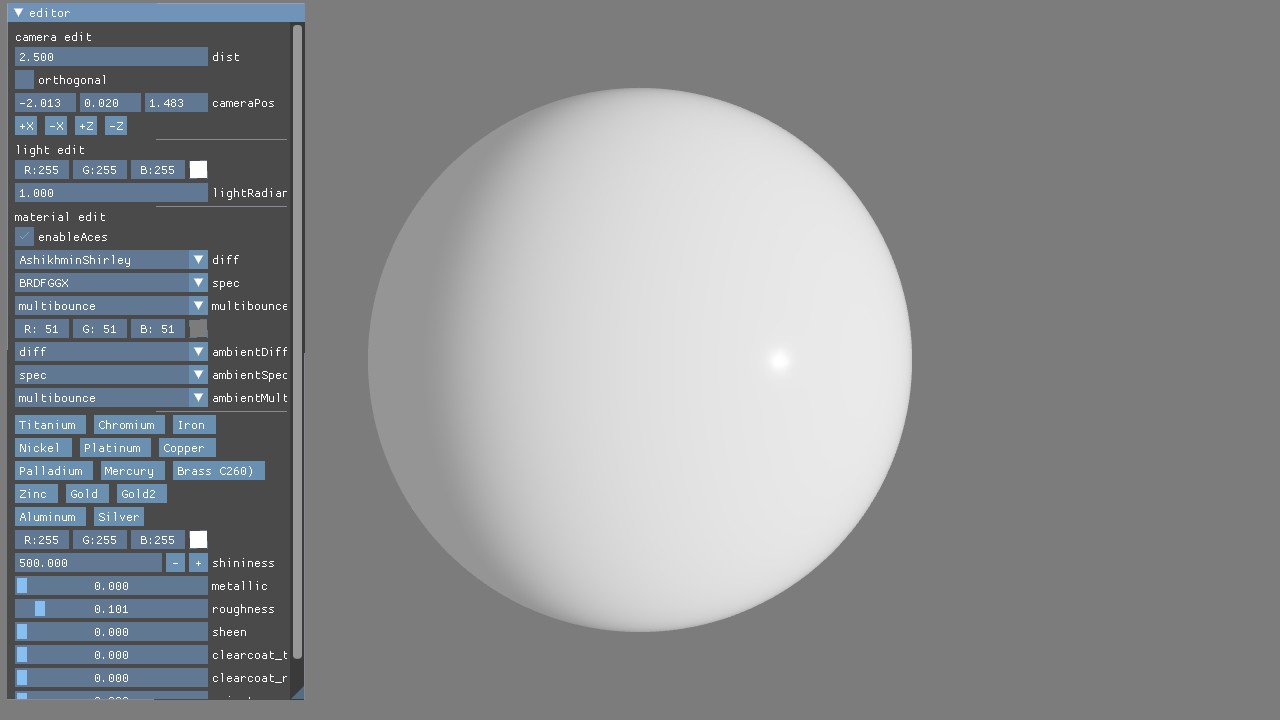 editor
camera edit
2.500 dist
orthogonal
-2.013 0.020 1.483 cameraPos
+X -X +Z -Z
light edit
R:255 G:255 B:255
1.000 lightRadian
material edit
enableAces
AshikhminShirley diff
BRDFGGX spec
multibounce multibounce
R: 51 G: 51 B: 51
diff ambientDiff
spec ambientSpec
multibounce ambientMult
Titanium Chromium Iron
Nickel Platinum Copper
Palladium Mercury Brass C260)
Zinc Gold Gold2
Aluminum Silver
R:255 G:255 B:255
500.000 - + shininess
0.000 metallic
0.101 roughness
0.000 sheen
0.000 clearcoat_t
0.000 clearcoat_r